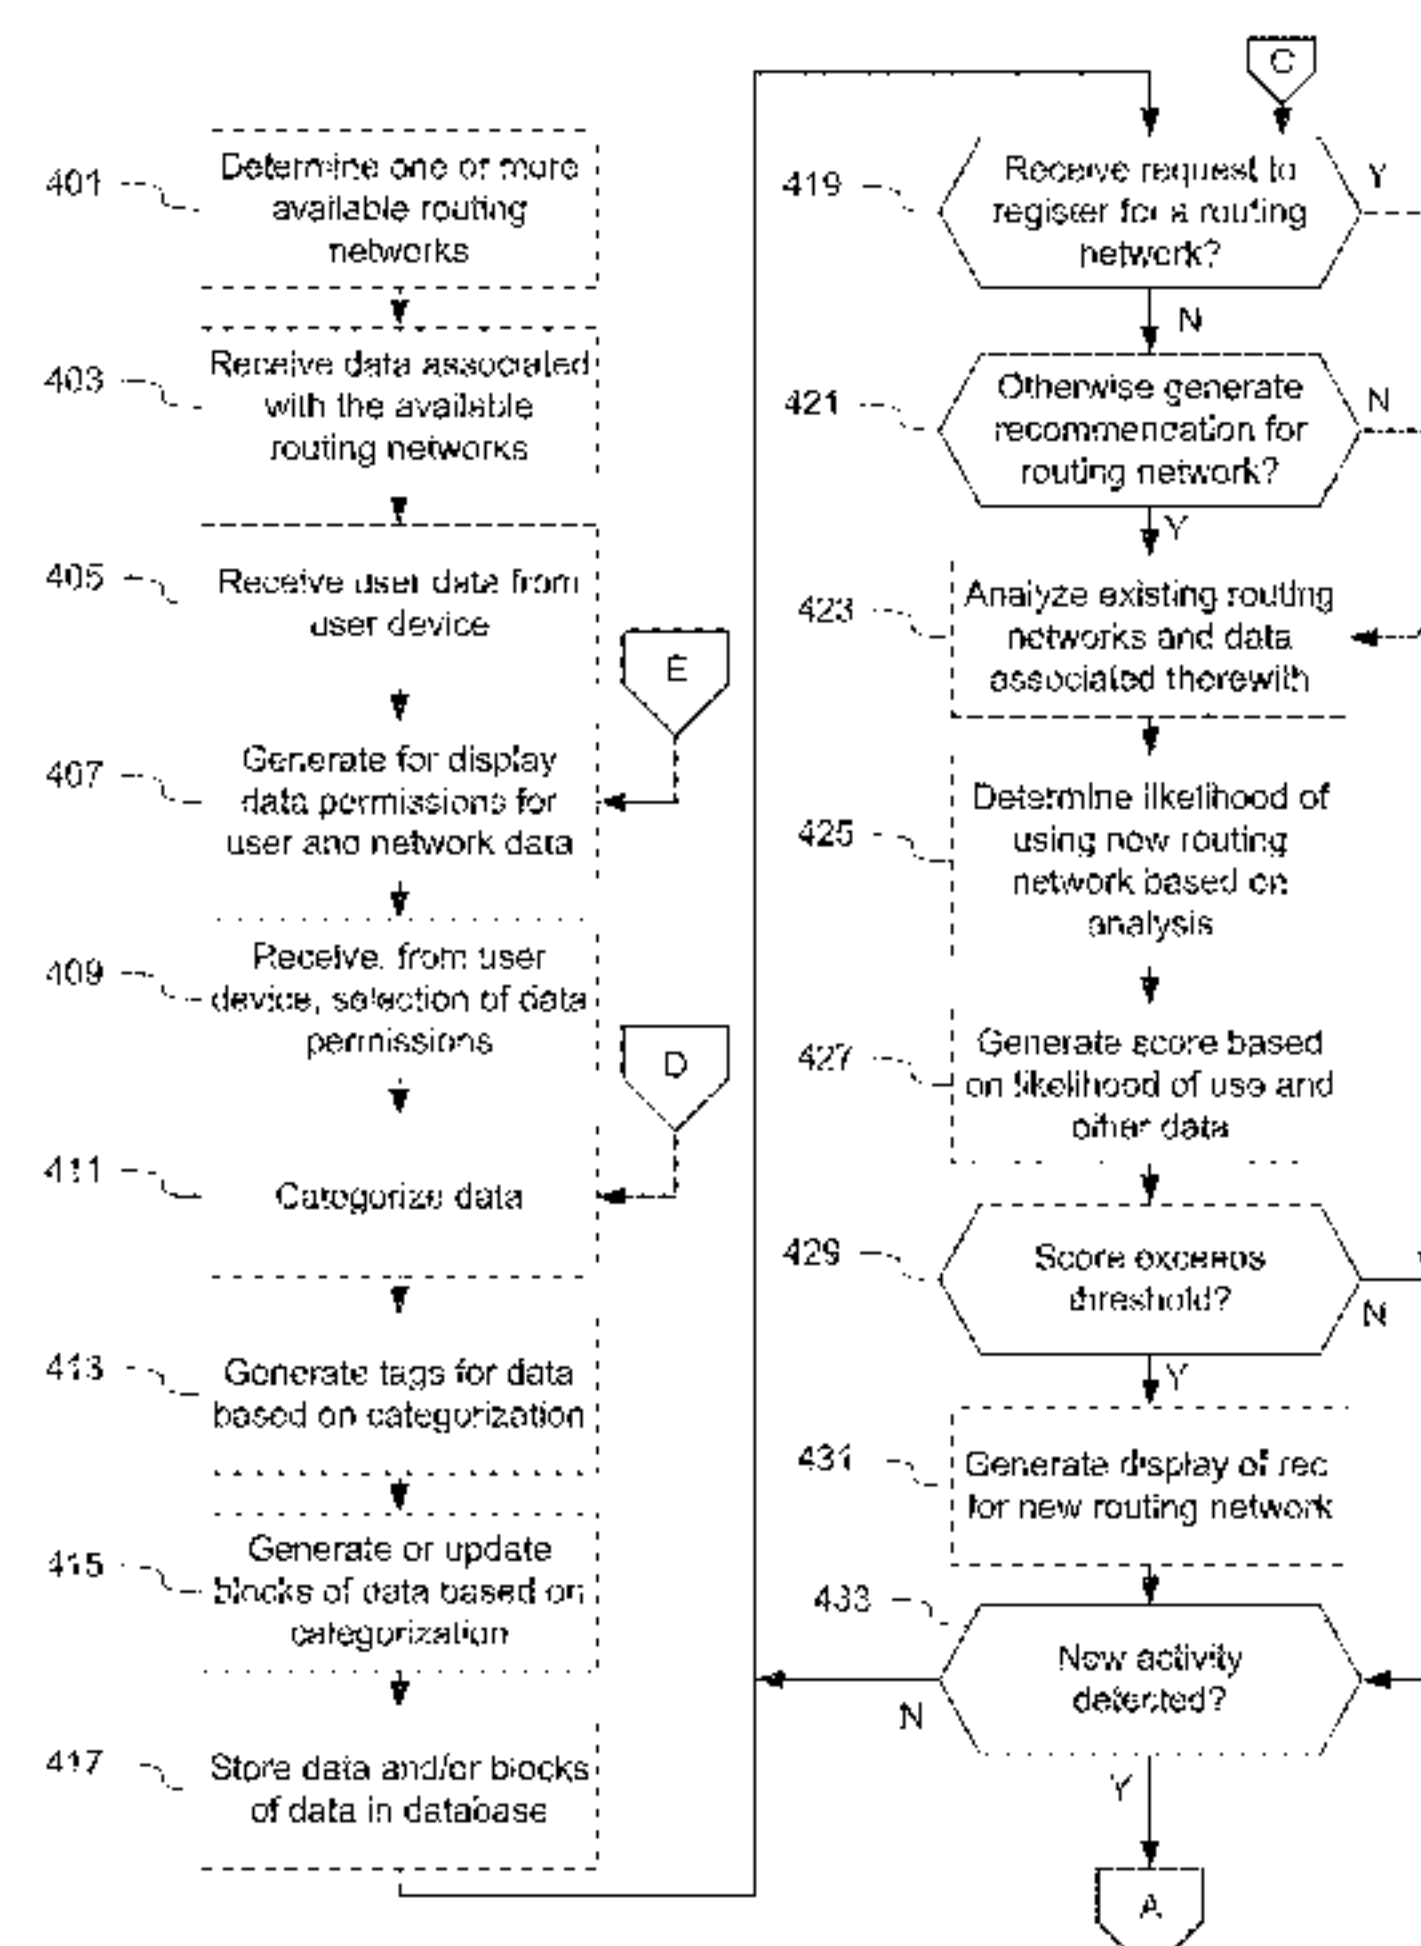 401
Determine one or more
available routing
networks
403
Receive data associated
with the available
routing networks
405
Receive user data from
user device
E
407
Generate for display
data permissions for
user and network data
409
Receive, from user
device, selection of data
permissions
D
411
Categorize data
413
Generate tags for data
based on categorization
415
Generate or update
blocks of data based on
categorization
417
Store data and/or blocks
of data in database
C
419
Receive request to
register for a routing
network?
Y
N
421
Otherwise generate
recommendation for
routing network?
N
Y
423
Analyze existing routing
networks and data
associated therewith
425
Determine likelihood of
using new routing
network based on
analysis
427
Generate score based
on likelihood of use and
other data
429
Score exceeds
threshold?
N
Y
431
Generate display of rec
for new routing network
433
New activity
detected?
N
Y
A